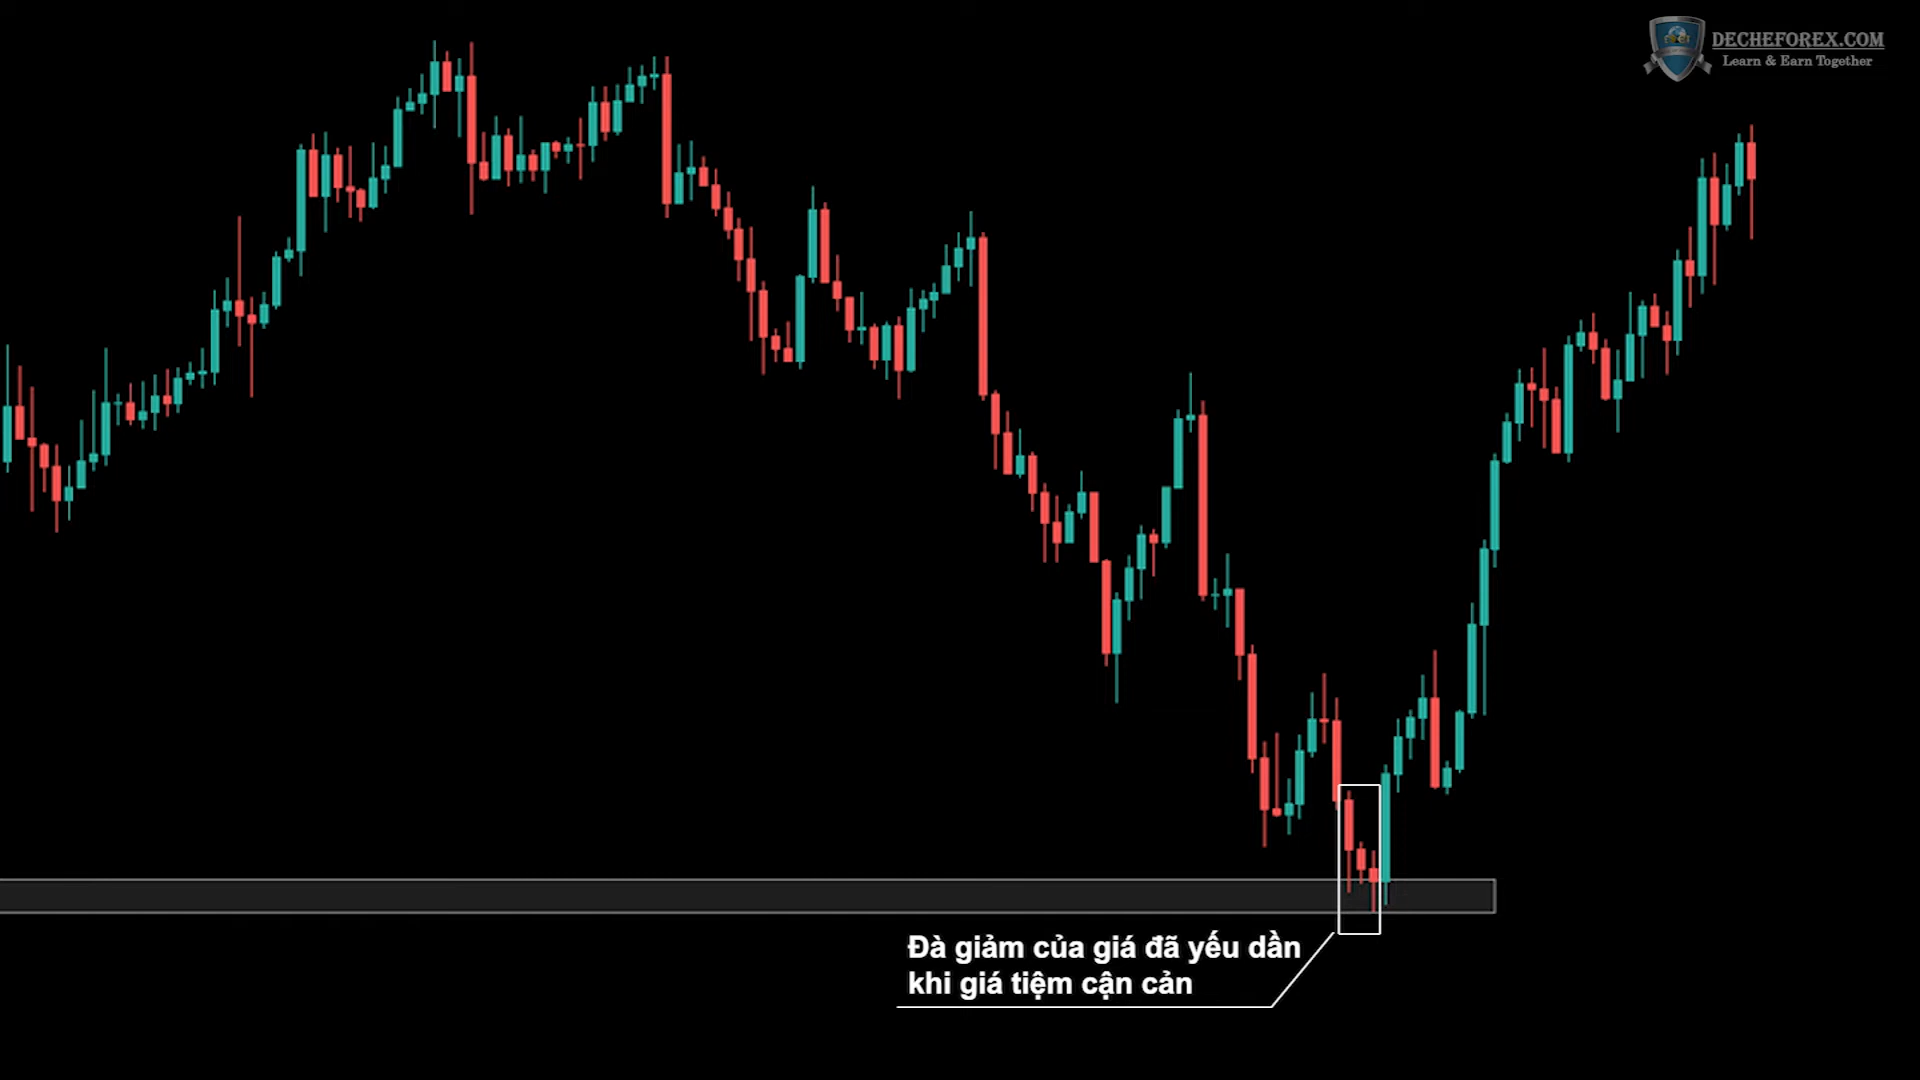 DECHEFOREX.COM
Learn & Earn Together
Đà giảm của giá đã yếu dần
khi giá tiệm cận cản